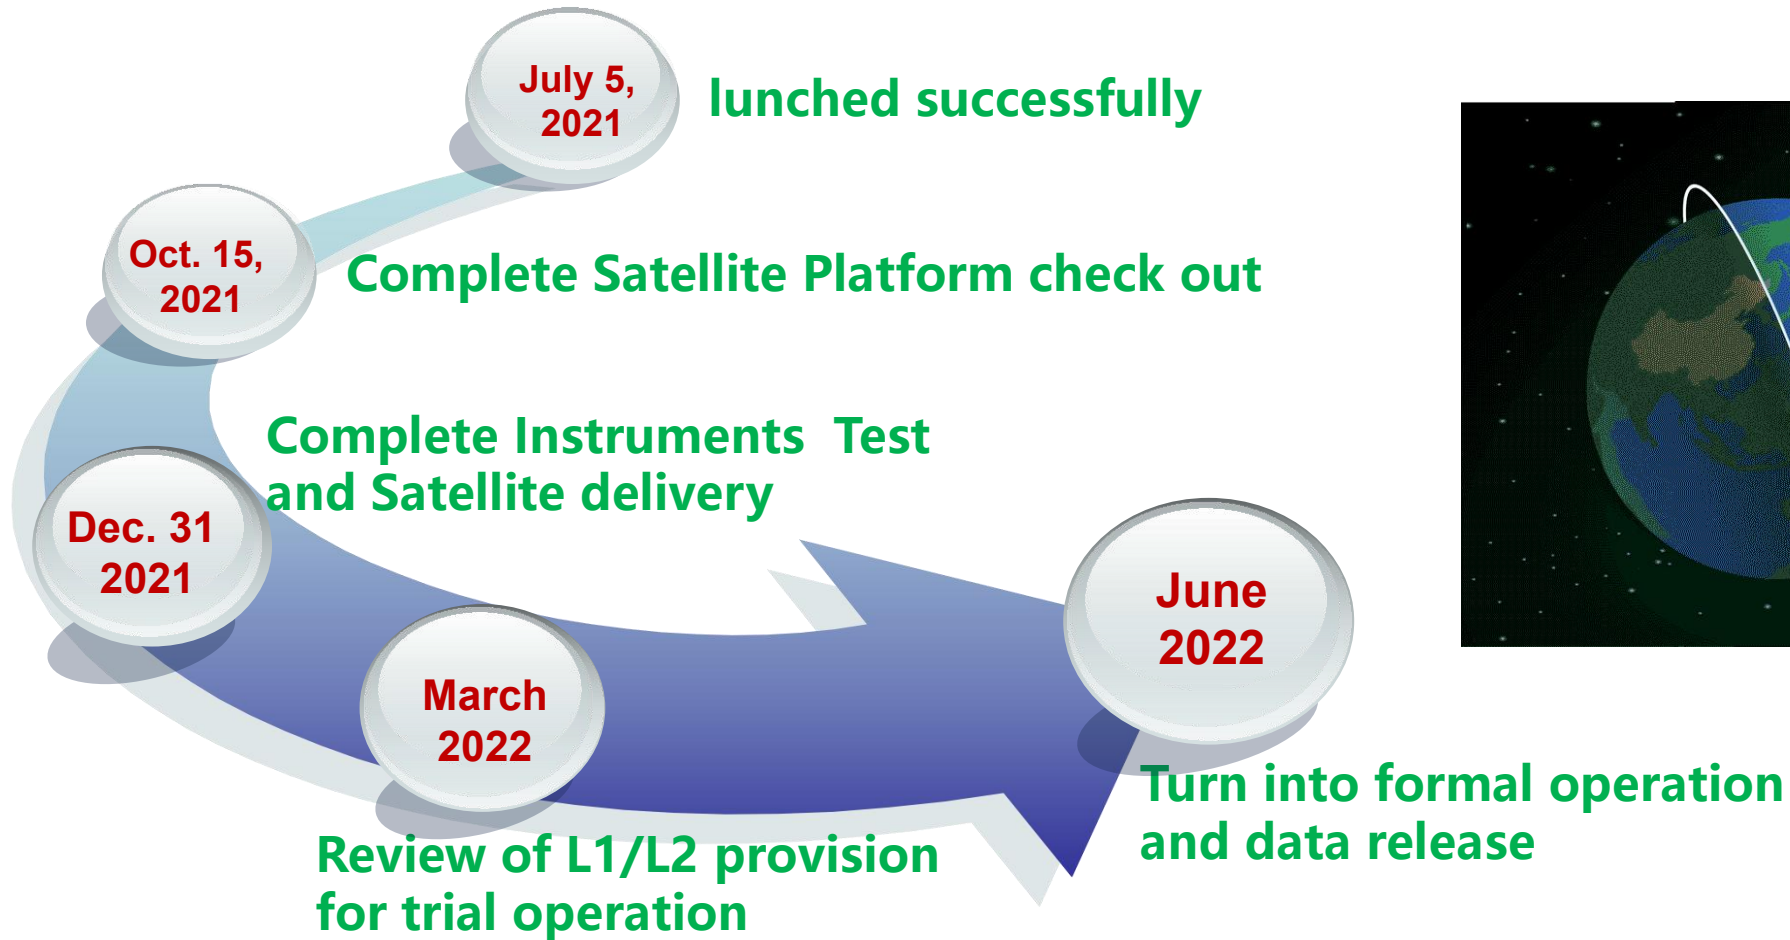 July 5,
2021
lunched successfully
Oct. 15,
2021
Complete Satellite Platform check out
Complete Instruments  Test
and Satellite delivery
Dec. 31
2021
March
2022
Review of L1/L2 provision
for trial operation
June
2022
Turn into formal operation
and data release